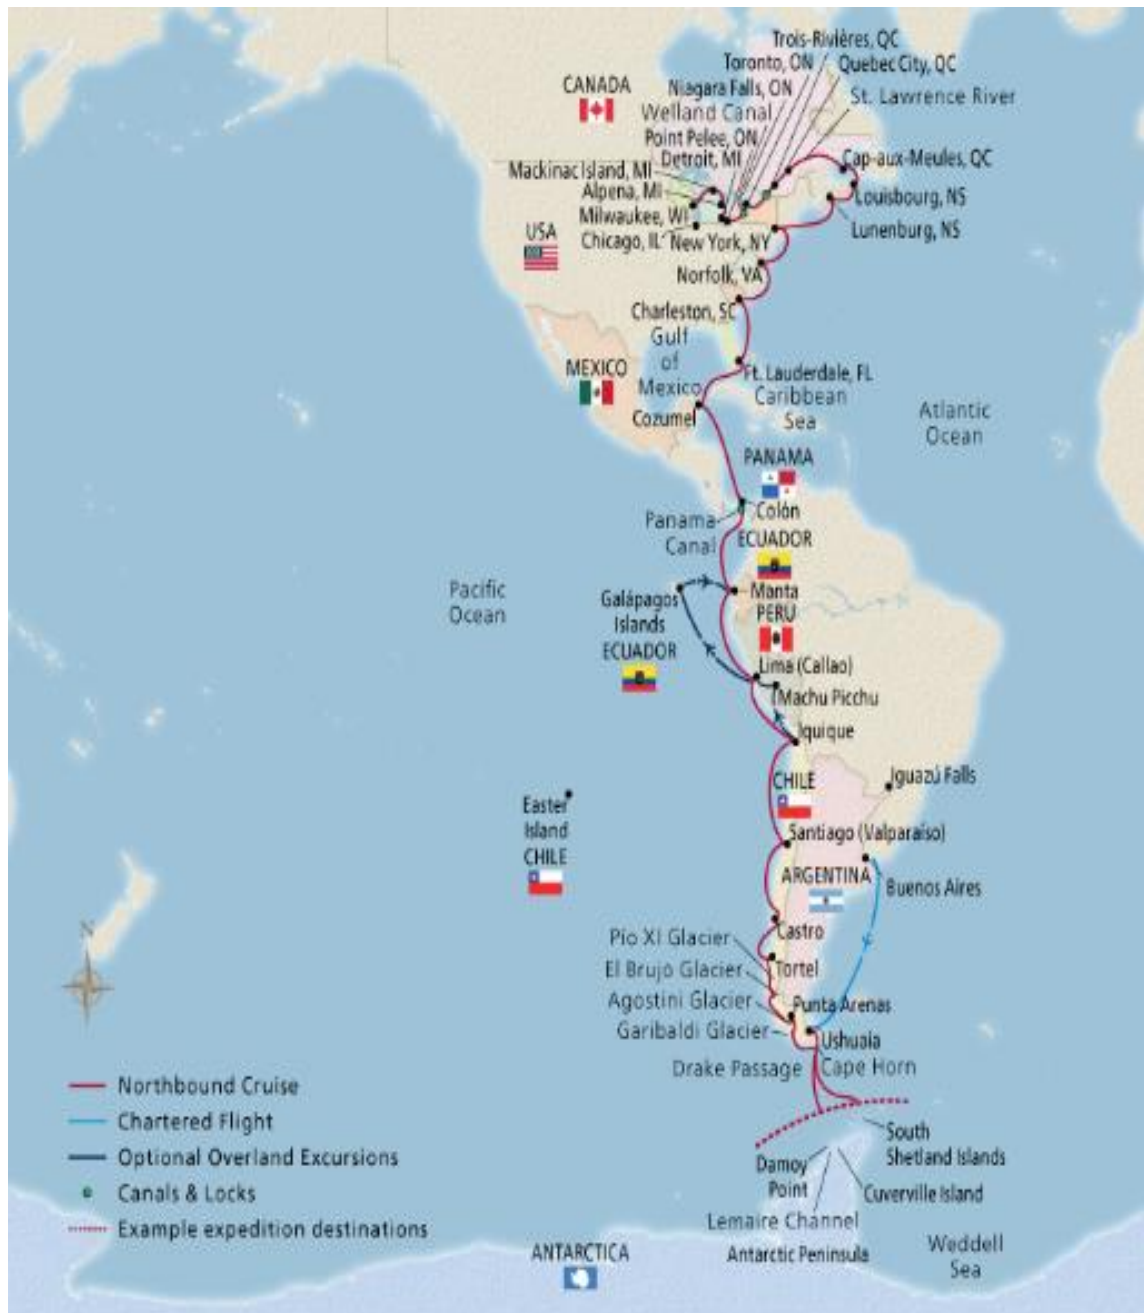 Trois-Rivières, QC
Toronto, ON
Quebec City, QC
CANADA
Niagara Falls, ON
St. Lawrence River
Welland Canal
Point Pelee, ON
Detroit, MI
Cap-aux-Meules, QC
Mackinac Island, MI
Alpena, MI
Louisbourg, NS
Milwaukee, WI
Lunenburg, NS
USA
Chicago, IL
New York, NY
Norfolk, VA
Charleston, SC
Gulf
of
Mexico
MEXICO
Ft. Lauderdale, FL
Caribbean
Sea
Atlantic
Ocean
Cozumel
PANAMA
Colón
Panama
Canal
ECUADOR
Pacific
Ocean
Manta
Galápagos
Islands
ECUADOR
PERU
Lima (Callao)
Machu Picchu
Iquique
Iguazú Falls
CHILE
Easter
Island
CHILE
Santiago (Valparaíso)
ARGENTINA
Buenos Aires
Castro
N
Pío XI Glacier
Tortel
El Brujo Glacier
Agostini Glacier
Punta Arenas
Garibaldi Glacier
Ushuaia
Drake Passage
Cape Horn
Northbound Cruise
Chartered Flight
Optional Overland Excursions
Canals & Locks
Example expedition destinations
South
Shetland Islands
Damoy
Point
Cuverville Island
Lemaire Channel
Antarctic Peninsula
Weddell
Sea
ANTARCTICA